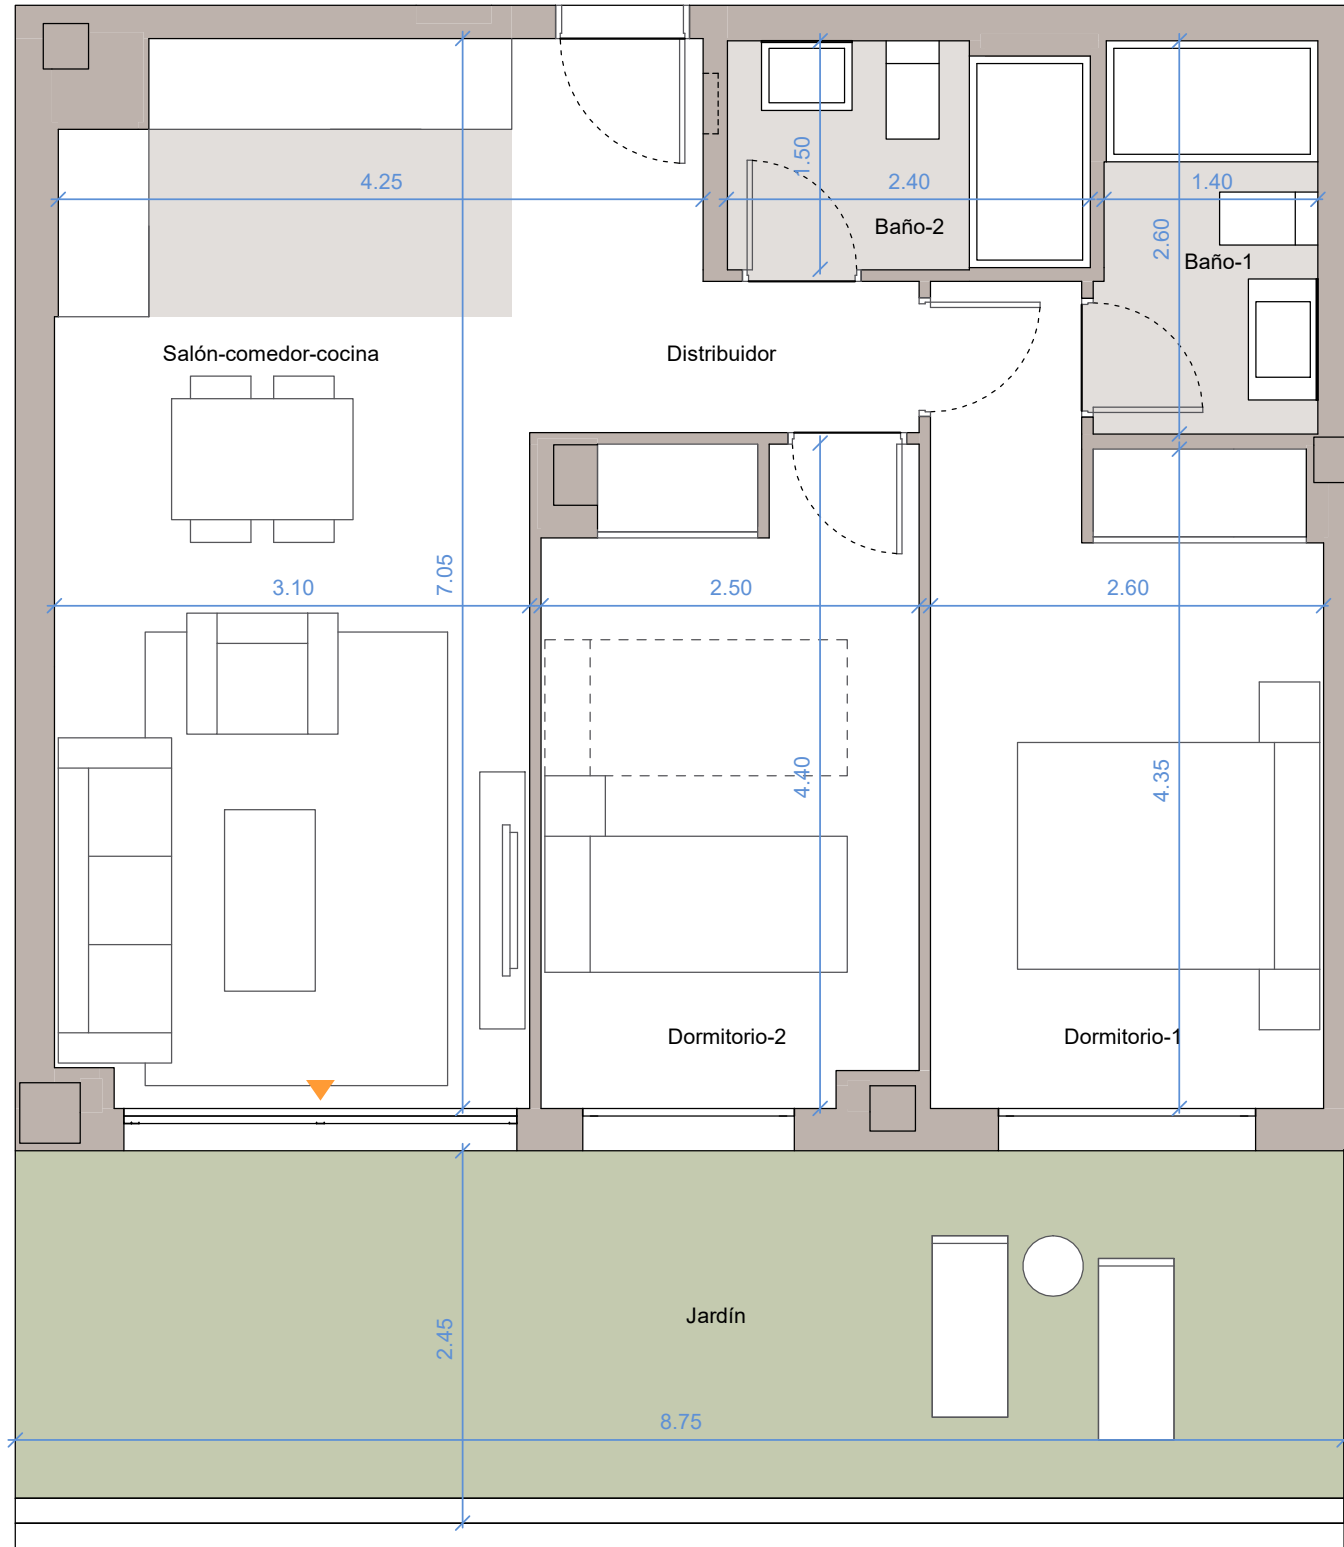 1.50
4.25
2.40
1.40
Baño-2
2.60
Baño-1
Salón-comedor-cocina
Distribuidor
7.05
3.10
2.50
2.60
4.40
4.35
Dormitorio-2
Dormitorio-1
Jardín
2.45
8.75